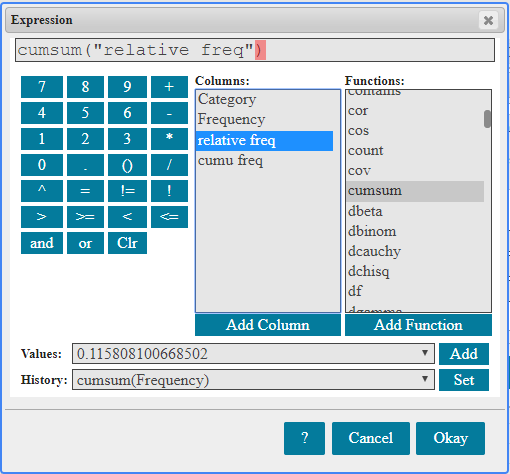 Expression
cumsum("relative freq")
Columns:
Functions:
7 8 9 +
4 5 6 -
1 2 3 *
0 . () /
^ = != !
> >= < <=
and or Clr
Category
Frequency
relative freq
cumu freq
contains
cor
cos
count
cov
cumsum
dbeta
dbinom
dcauchy
dchisq
df
dgamma
Add Column
Add Function
Values: 0.115808100668502 Add
History: cumsum(Frequency) Set
? Cancel Okay